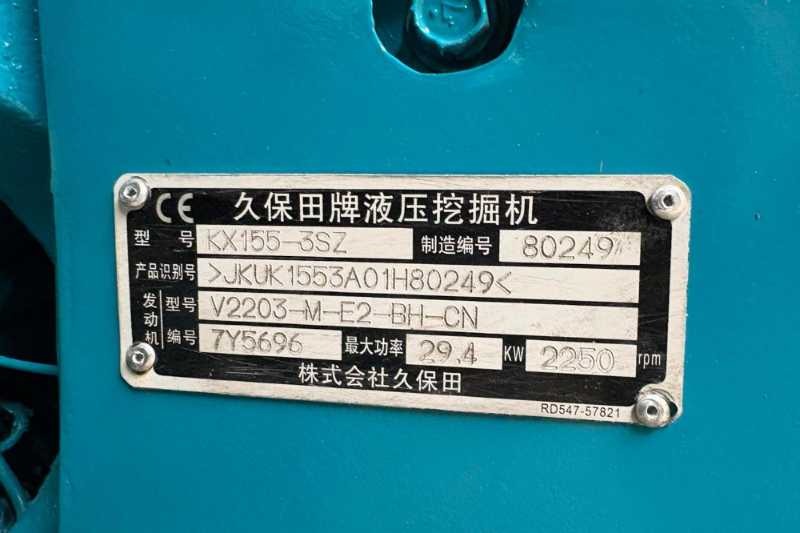 CE 久保田牌液压挖掘机
型 号 KX155-3SZ 制造编号 80249
产品识别号 >JKUK1553A01H80249<
发动机 型号 V2203-M-E2-BH-CN
编号 7Y5696 最大功率 29.4 KW 2250 rpm
株式会社久保田
RD547-57821